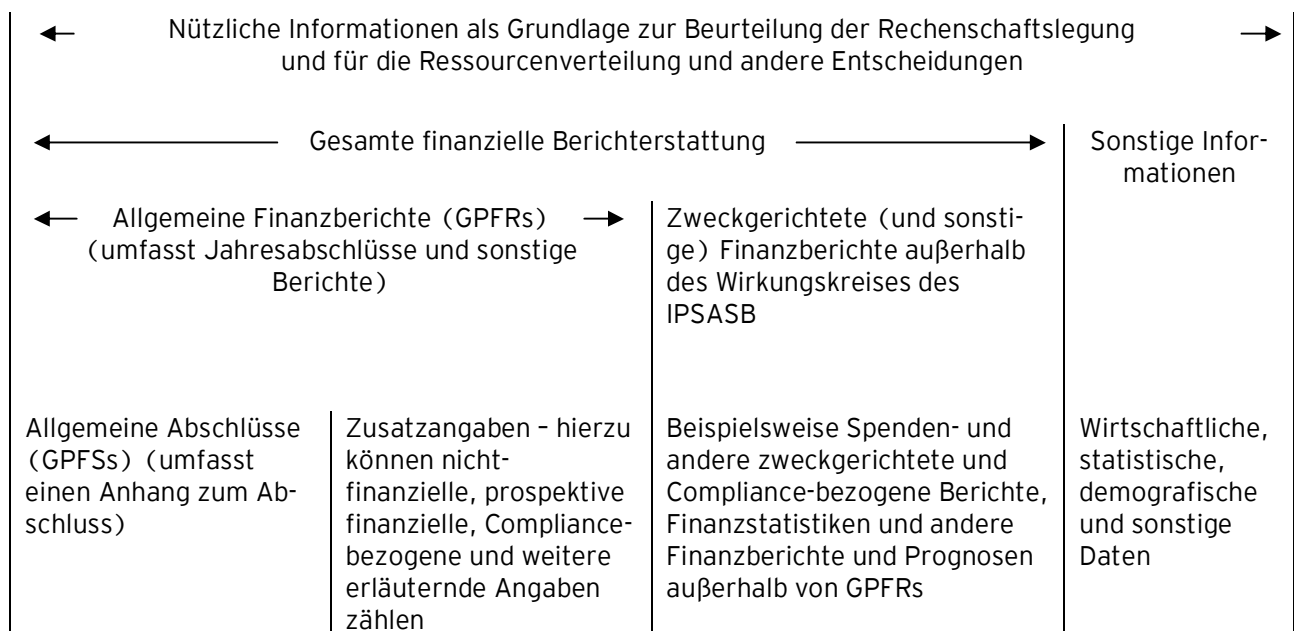 Nützliche Informationen als Grundlage zur Beurteilung der Rechenschaftslegung
und für die Ressourcenverteilung und andere Entscheidungen
Gesamte finanzielle Berichterstattung
Sonstige Infor-
mationen
Allgemeine Finanzberichte (GPFRs)
(umfasst Jahresabschlüsse und sonstige
Berichte)
Zweckgerichtete (und sonsti-
ge) Finanzberichte außerhalb
des Wirkungskreises des
IPSASB
Allgemeine Abschlüsse
(GPFSs) (umfasst
einen Anhang zum Ab-
schluss)
Zusatzangaben – hierzu
können nicht-
finanzielle, prospektive
finanzielle, Compliance-
bezogene und weitere
erläuternde Angaben
zählen
Beispielsweise Spenden- und
andere zweckgerichtete und
Compliance-bezogene Berichte,
Finanzstatistiken und andere
Finanzberichte und Prognosen
außerhalb von GPFRs
Wirtschaftliche,
statistische,
demografische
und sonstige
Daten